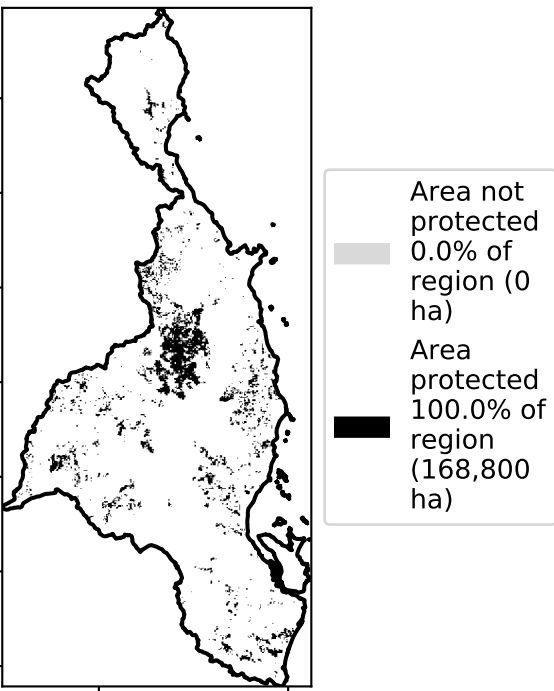 Area not
protected
0.0% of
region (0
ha)
Area
protected
100.0% of
region
(168,800
ha)